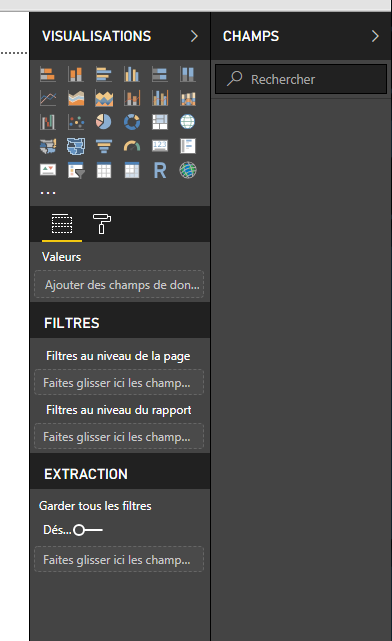 VISUALISATIONS
CHAMPS
Rechercher
123
R
...
Valeurs
Ajouter des champs de don...
FILTRES
Filtres au niveau de la page
Faites glisser ici les champ...
Filtres au niveau du rapport
Faites glisser ici les champ...
EXTRACTION
Garder tous les filtres
Dés...
Faites glisser ici les champ...